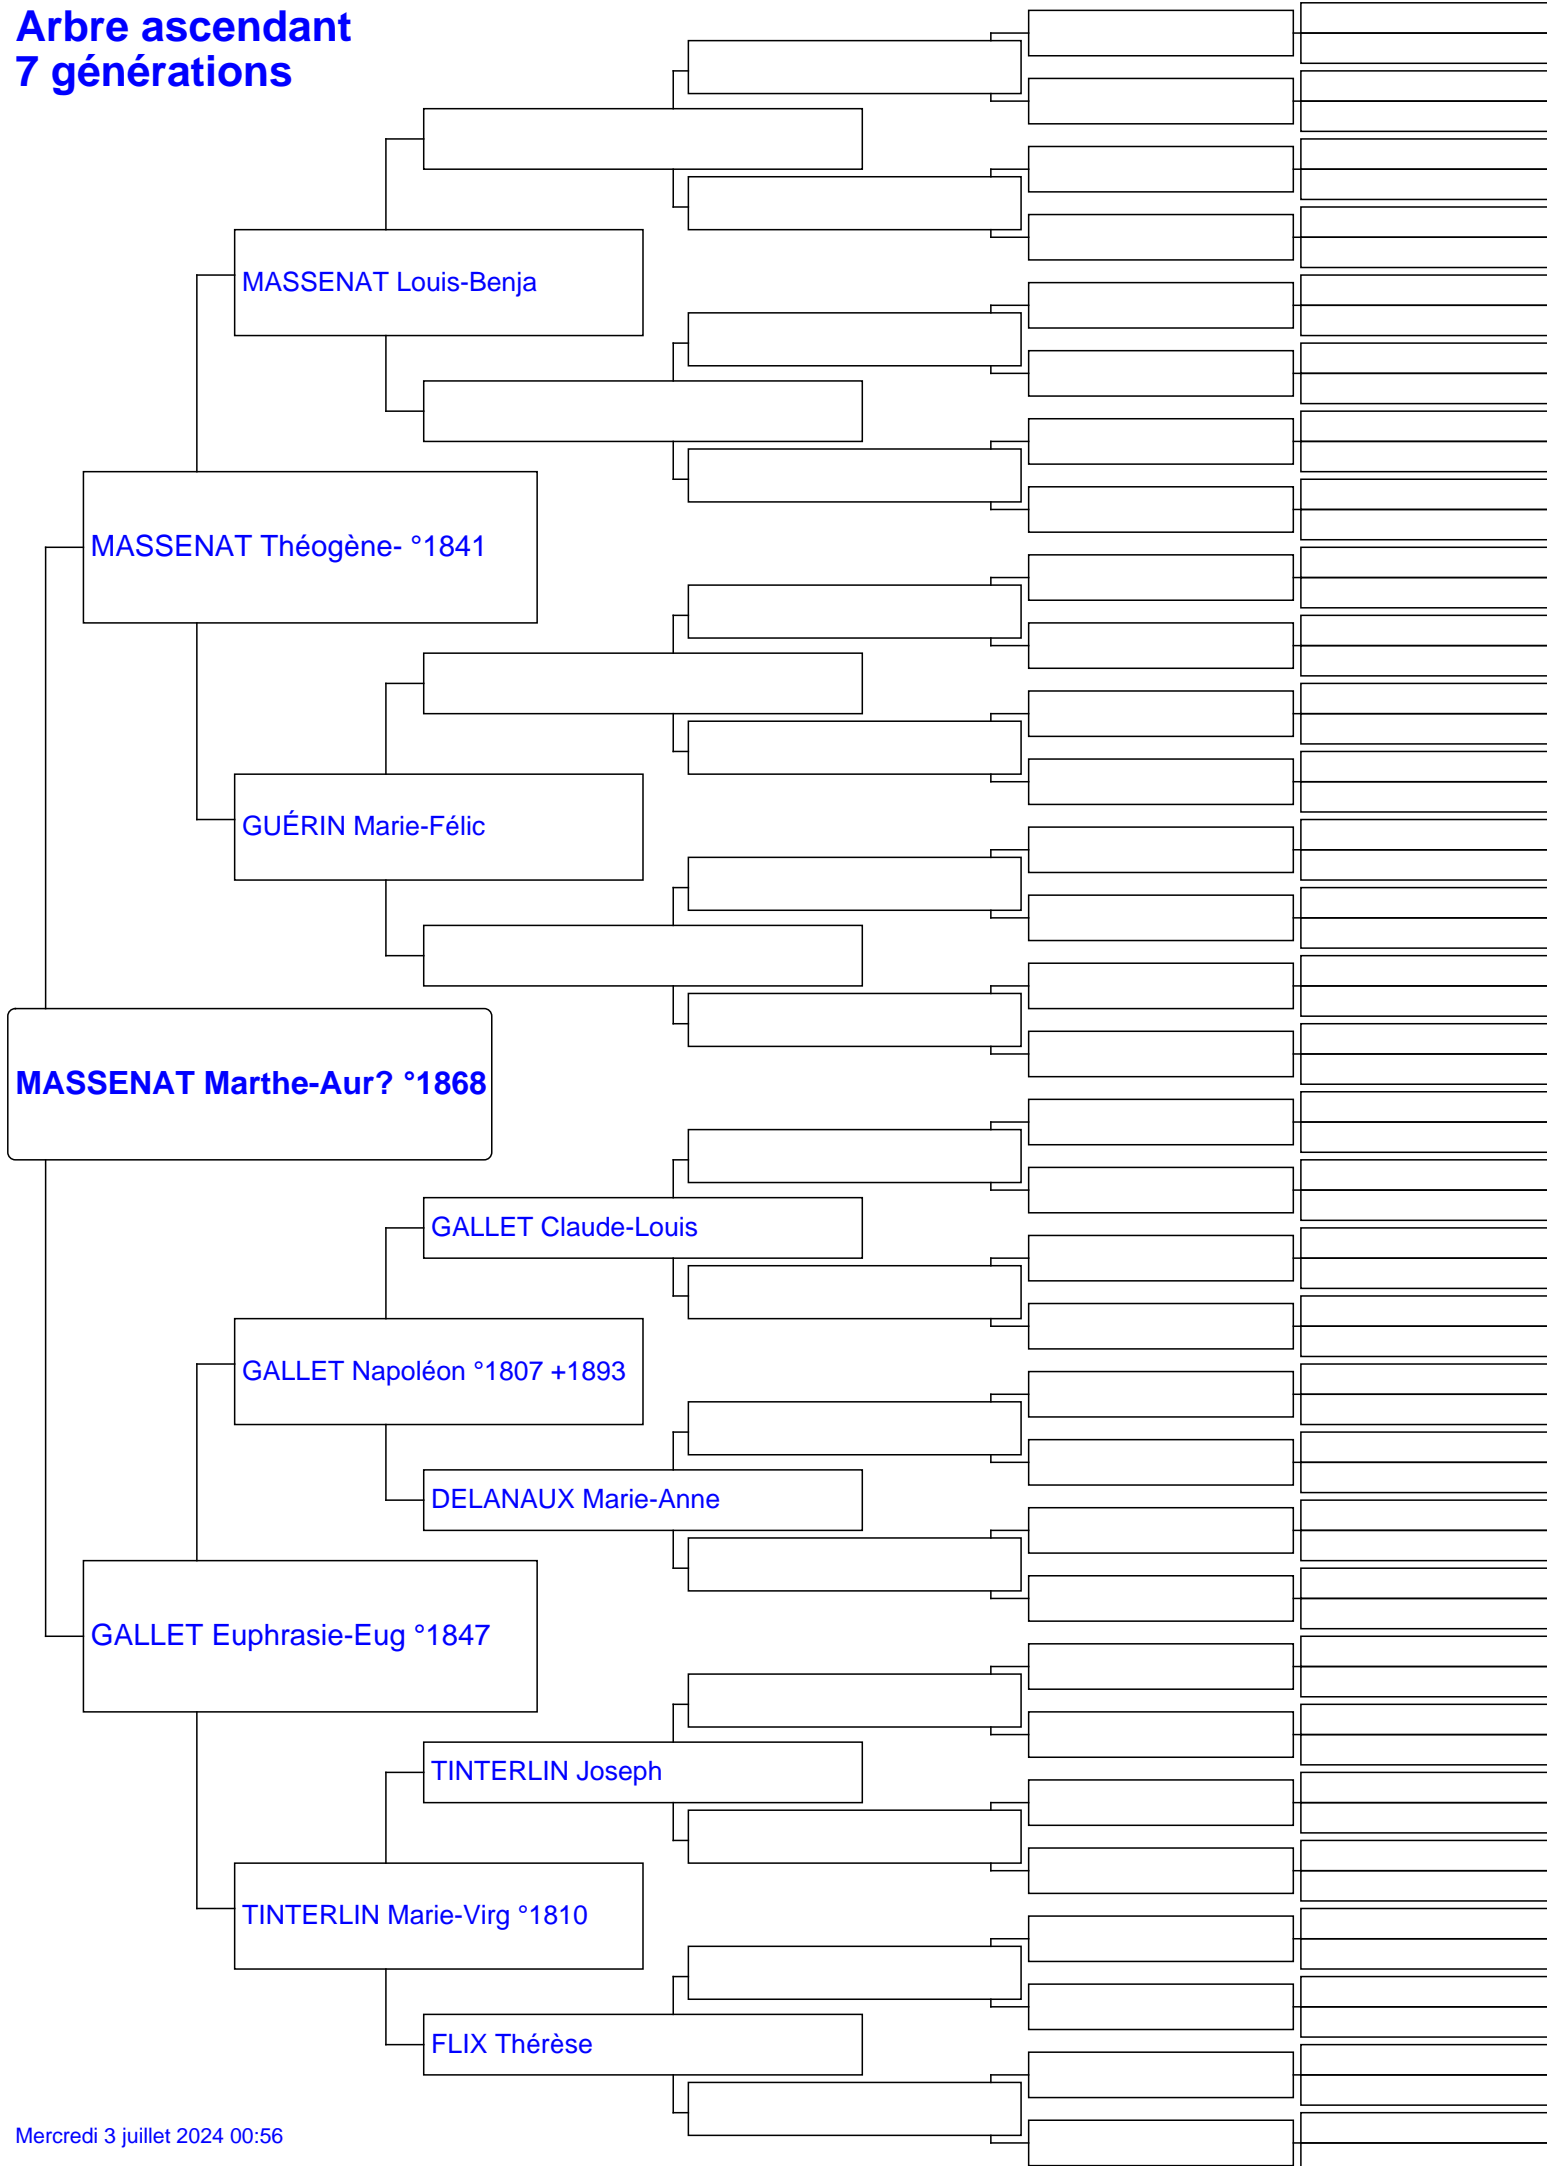 Arbre ascendant
7 générations
MASSENAT Louis-Benja
MASSENAT Théogène- °1841
GUÉRIN Marie-Félic
MASSENAT Marthe-Aur? °1868
GALLET Claude-Louis
GALLET Napoléon °1807 +1893
DELANAUX Marie-Anne
GALLET Euphrasie-Eug °1847
TINTERLIN Joseph
TINTERLIN Marie-Virg °1810
FLIX Thérèse
Mercredi 3 juillet 2024 00:56